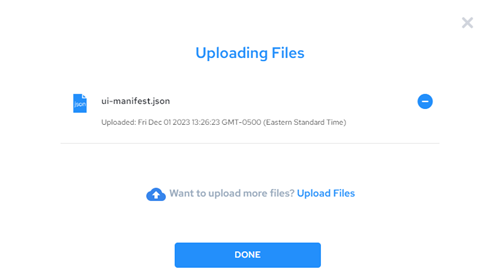 Uploading Files
json
ui-manifest.json
Uploaded: Fri Dec 01 2023 13:26:23 GMT-0500 (Eastern Standard Time)
Want to upload more files? Upload Files
DONE